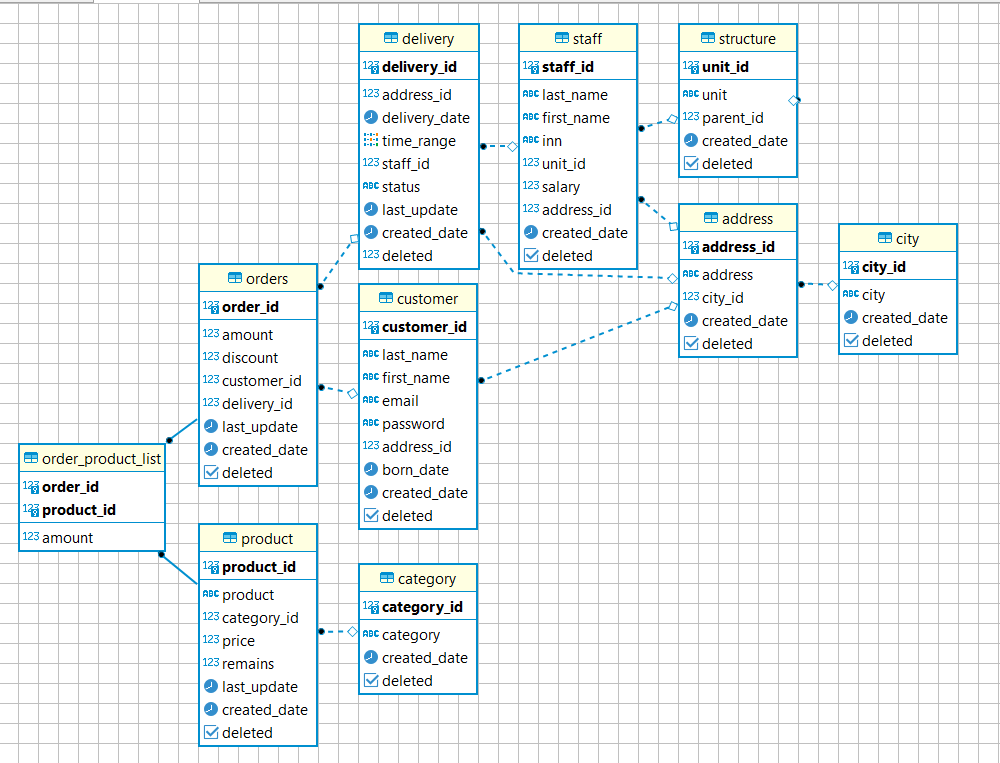 delivery
delivery_id
address_id
delivery_date
time_range
staff_id
status
last_update
created_date
deleted
staff
staff_id
last_name
first_name
inn
unit_id
salary
address_id
created_date
deleted
structure
unit_id
unit
parent_id
created_date
deleted
address
address_id
address
city_id
created_date
deleted
city
city_id
city
created_date
deleted
orders
order_id
amount
discount
customer_id
delivery_id
last_update
created_date
deleted
customer
customer_id
last_name
first_name
email
password
address_id
born_date
created_date
deleted
order_product_list
order_id
product_id
amount
product
product_id
product
category_id
price
remains
last_update
created_date
deleted
category
category_id
category
created_date
deleted